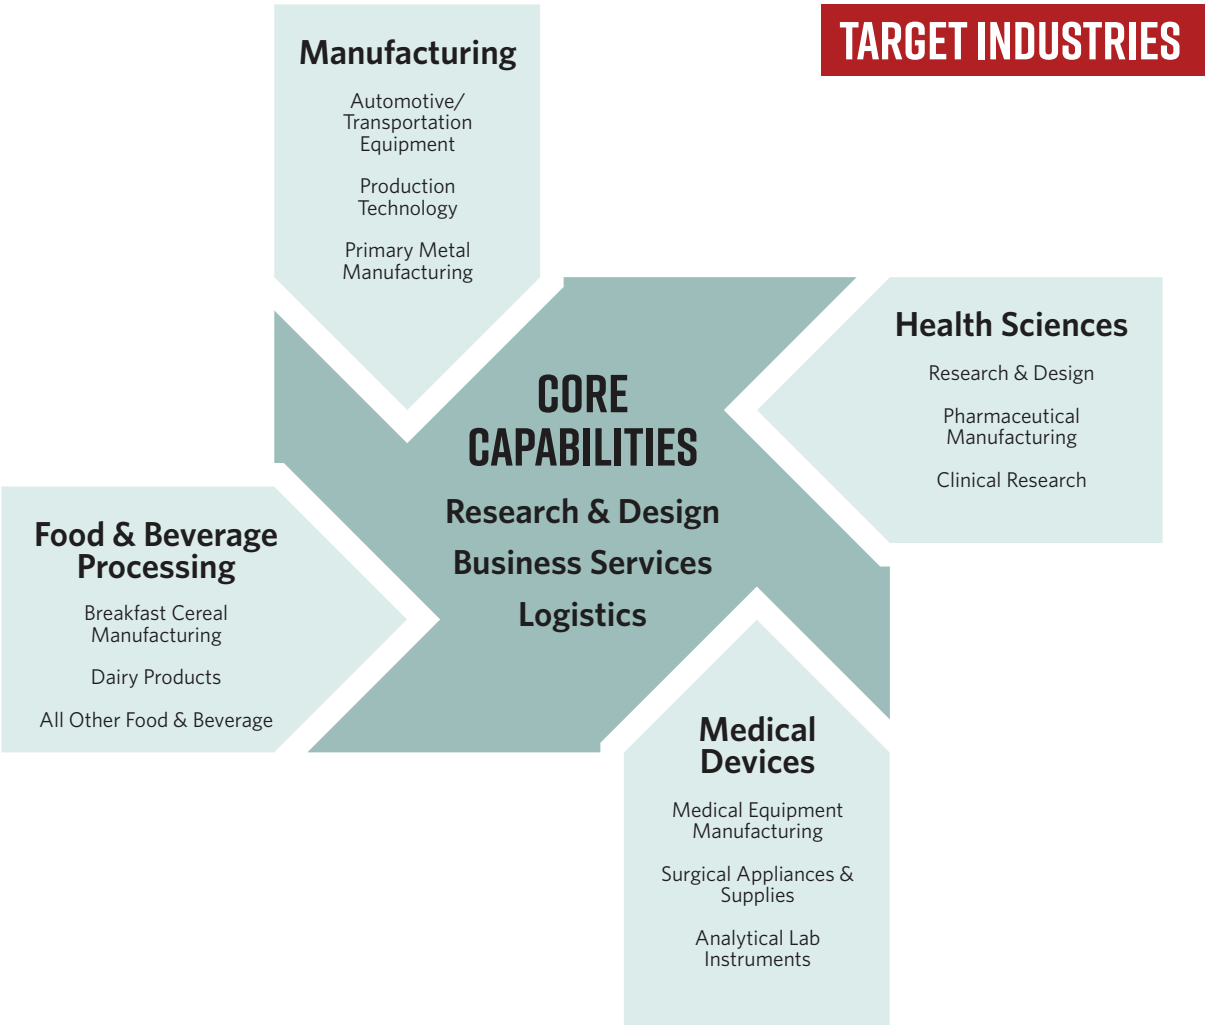 TARGET INDUSTRIES
Manufacturing
Automotive/
Transportation
Equipment
Production
Technology
Primary Metal
Manufacturing
Health Sciences
Research & Design
Pharmaceutical
Manufacturing
Clinical Research
CORE
CAPABILITIES
Research & Design
Business Services
Logistics
Food & Beverage
Processing
Breakfast Cereal
Manufacturing
Dairy Products
All Other Food & Beverage
Medical
Devices
Medical Equipment
Manufacturing
Surgical Appliances &
Supplies
Analytical Lab
Instruments